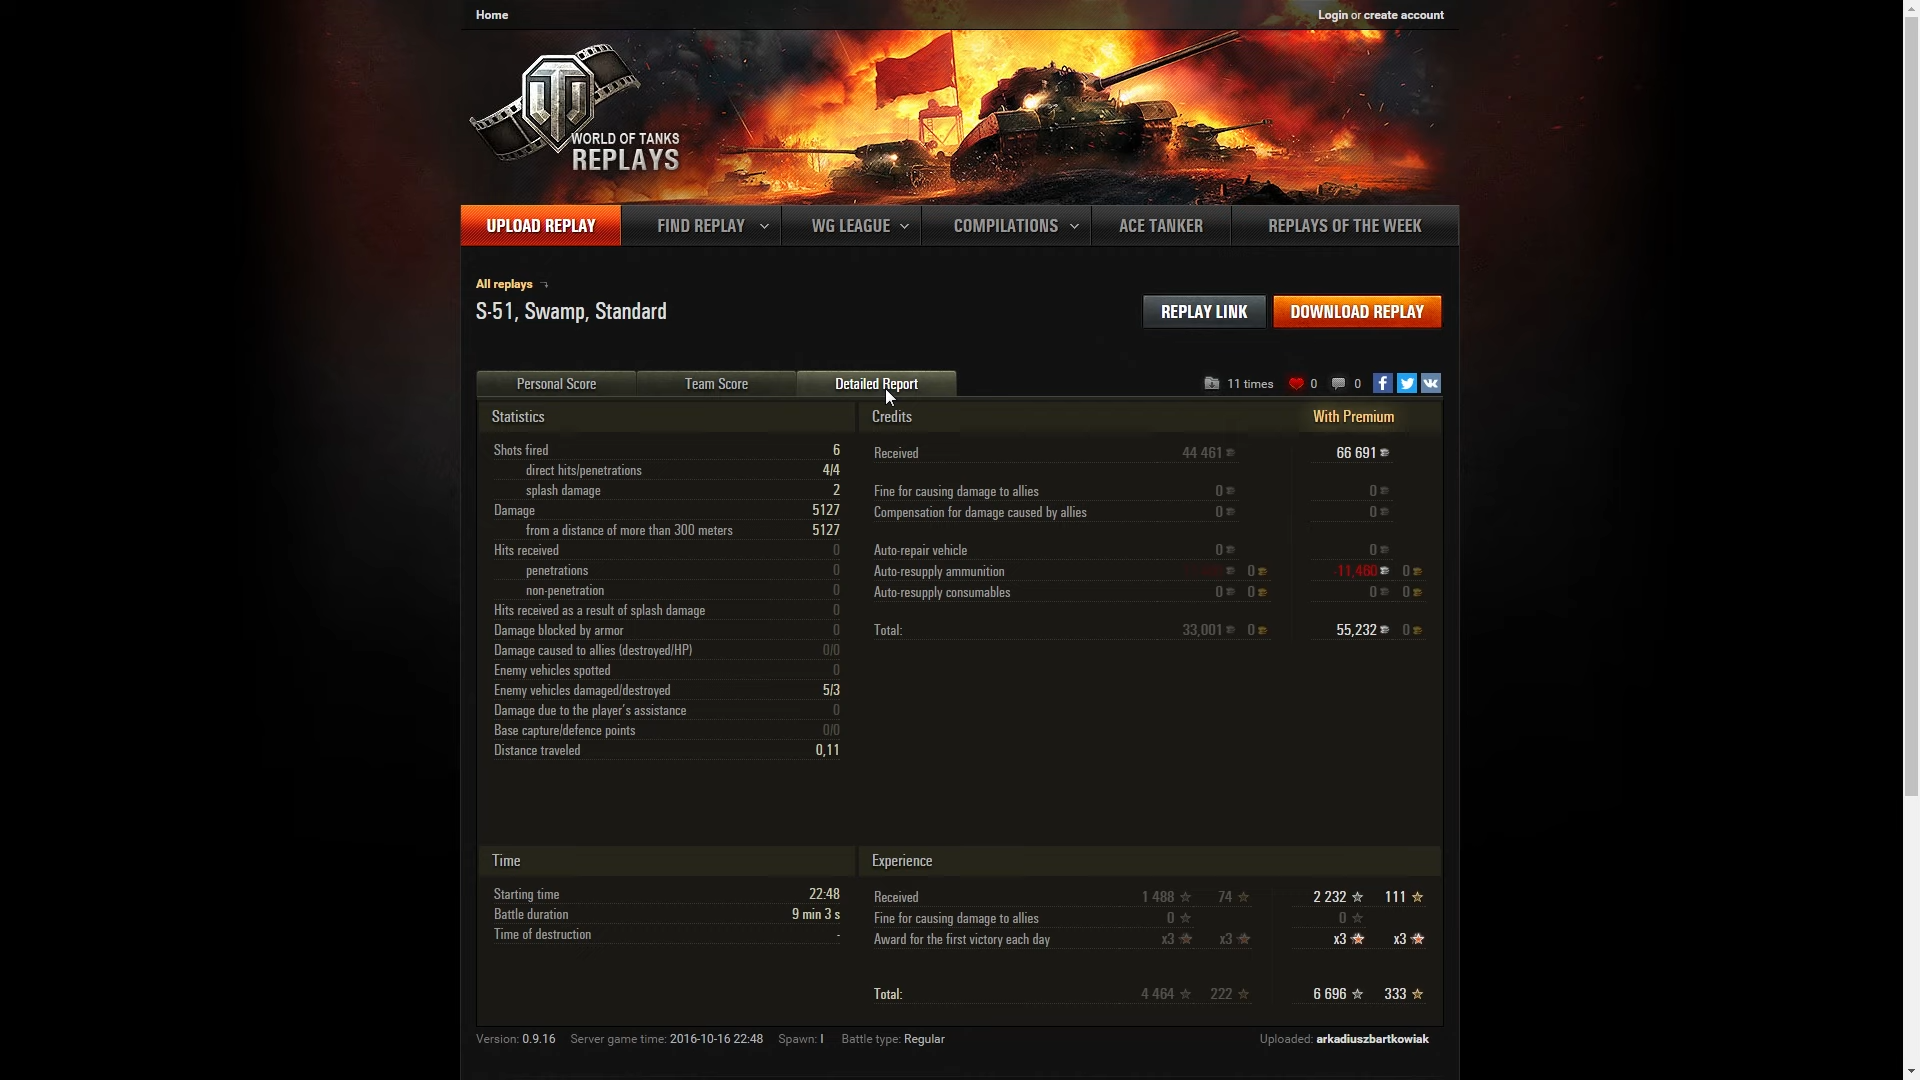 Home
Login or create account
WORLD OF TANKS
REPLAYS
UPLOAD REPLAY FIND REPLAY WG LEAGUE COMPILATIONS ACE TANKER REPLAYS OF THE WEEK
All replays
S-51, Swamp, Standard
REPLAY LINK DOWNLOAD REPLAY
Personal Score Team Score Detailed Report 11 times 0 0
Statistics
Shots fired 6
direct hits/penetrations 4/4
splash damage 2
Damage 5127
from a distance of more than 300 meters 5127
Hits received 0
penetrations 0
non-penetration 0
Hits received as a result of splash damage 0
Damage blocked by armor 0
Damage caused to allies (destroyed/HP) 0/0
Enemy vehicles spotted 0
Enemy vehicles damaged/destroyed 5/3
Damage due to the player's assistance 0
Base capture/defence points 0/0
Distance traveled 0,11
Credits With Premium
Received 44 461 66 691
Fine for causing damage to allies 0 0
Compensation for damage caused by allies 0 0
Auto-repair vehicle 0 0
Auto-resupply ammunition 0 -11,460 0
Auto-resupply consumables 0 0 0 0
Total: 33,001 0 55,232 0
Time
Starting time 22:48
Battle duration 9 min 3 s
Time of destruction -
Experience
Received 1 488 74 2 232 111
Fine for causing damage to allies 0 0
Award for the first victory each day x3 x3 x3 x3
Total: 4 464 222 6 696 333
Version: 0.9.16 Server game time: 2016-10-16 22:48 Spawn: I Battle type: Regular Uploaded: arkadiuszbartkowiak